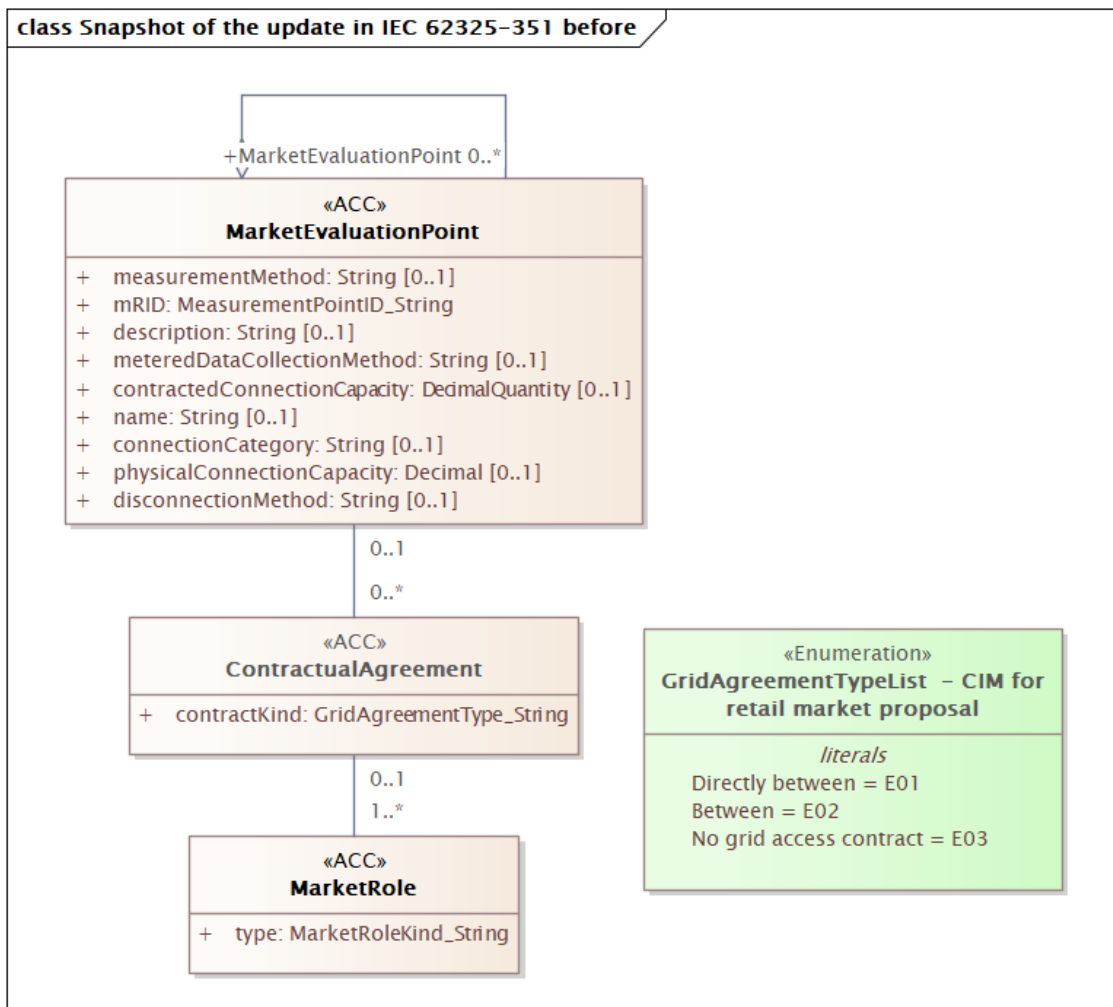 class Snapshot of the update in IEC 62325-351 before
+MarketEvaluationPoint 0..*
«ACC»
MarketEvaluationPoint
+ measurementMethod: String [0..1]
+ mRID: MeasurementPointID_String
+ description: String [0..1]
+ meteredDataCollectionMethod: String [0..1]
+ contractedConnectionCapacity: DecimalQuantity [0..1]
+ name: String [0..1]
+ connectionCategory: String [0..1]
+ physicalConnectionCapacity: Decimal [0..1]
+ disconnectionMethod: String [0..1]
0..1
0..*
«ACC»
ContractualAgreement
+ contractKind: GridAgreementType_String
0..1
1..*
«ACC»
MarketRole
+ type: MarketRoleKind_String
«Enumeration»
GridAgreementTypeList - CIM for
retail market proposal
literals
Directly between = E01
Between = E02
No grid access contract = E03